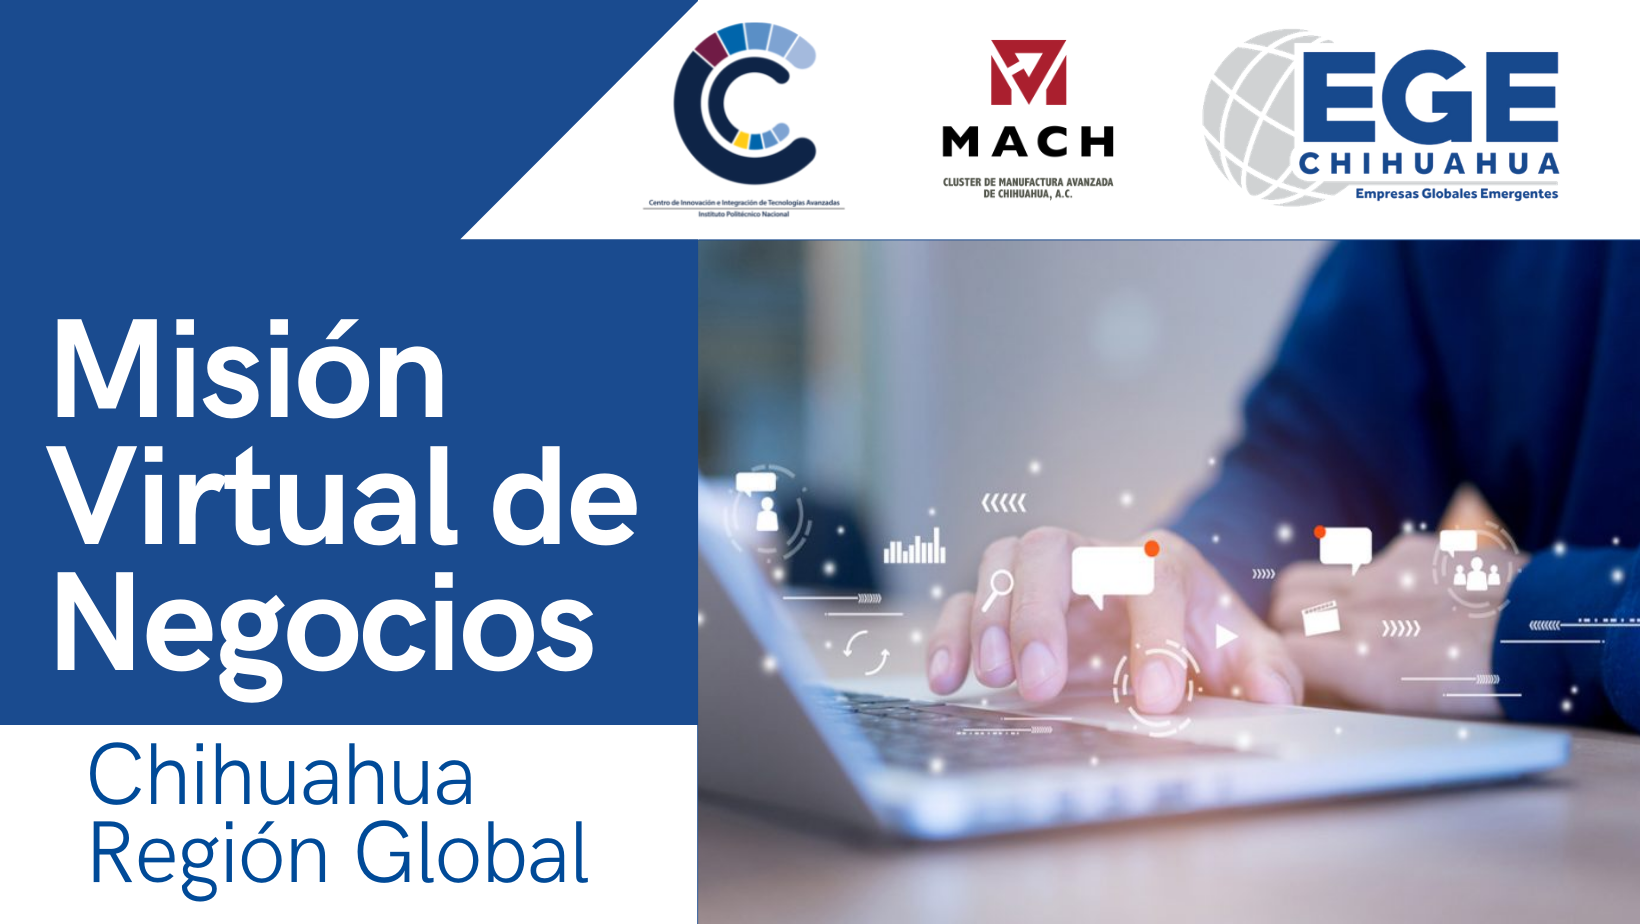 Centro de Innovación e Integración de Tecnologías Avanzadas
Instituto Politécnico Nacional
MACH
CLUSTER DE MANUFACTURA AVANZADA
DE CHIHUAHUA, A.C.
EGE
CHIHUAHUA
Empresas Globales Emergentes
Misión
Virtual de
Negocios
Chihuahua
Región Global